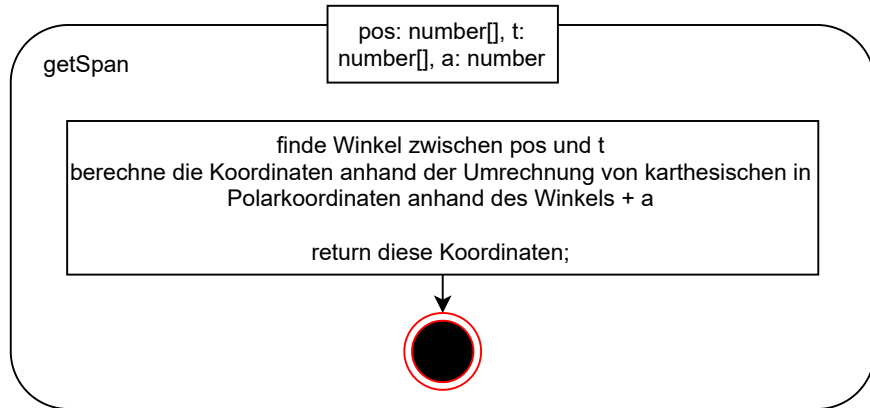 pos: number[], t:
number[], a: number
getSpan
finde Winkel zwischen pos und t
berechne die Koordinaten anhand der Umrechnung von karthesischen in
Polarkoordinaten anhand des Winkels + a
return diese Koordinaten;